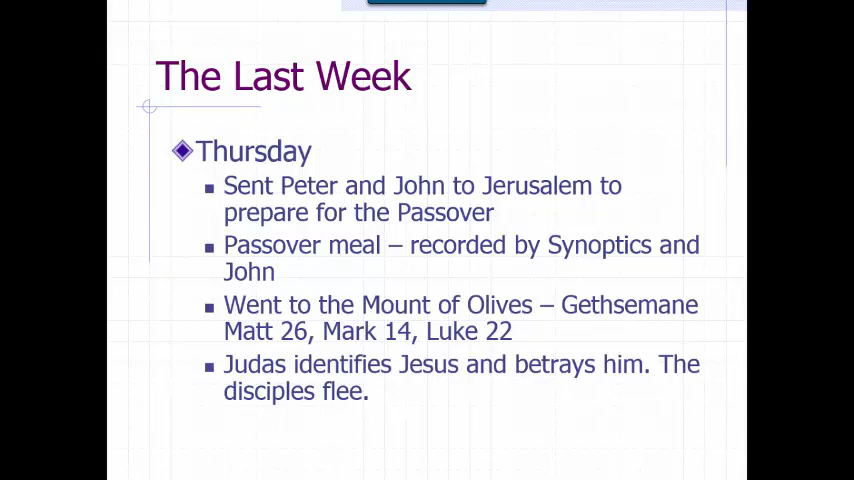 The Last Week
Thursday
Sent Peter and John to Jerusalem to
prepare for the Passover
Passover meal – recorded by Synoptics and
John
Went to the Mount of Olives – Gethsemane
Matt 26, Mark 14, Luke 22
Judas identifies Jesus and betrays him. The
disciples flee.